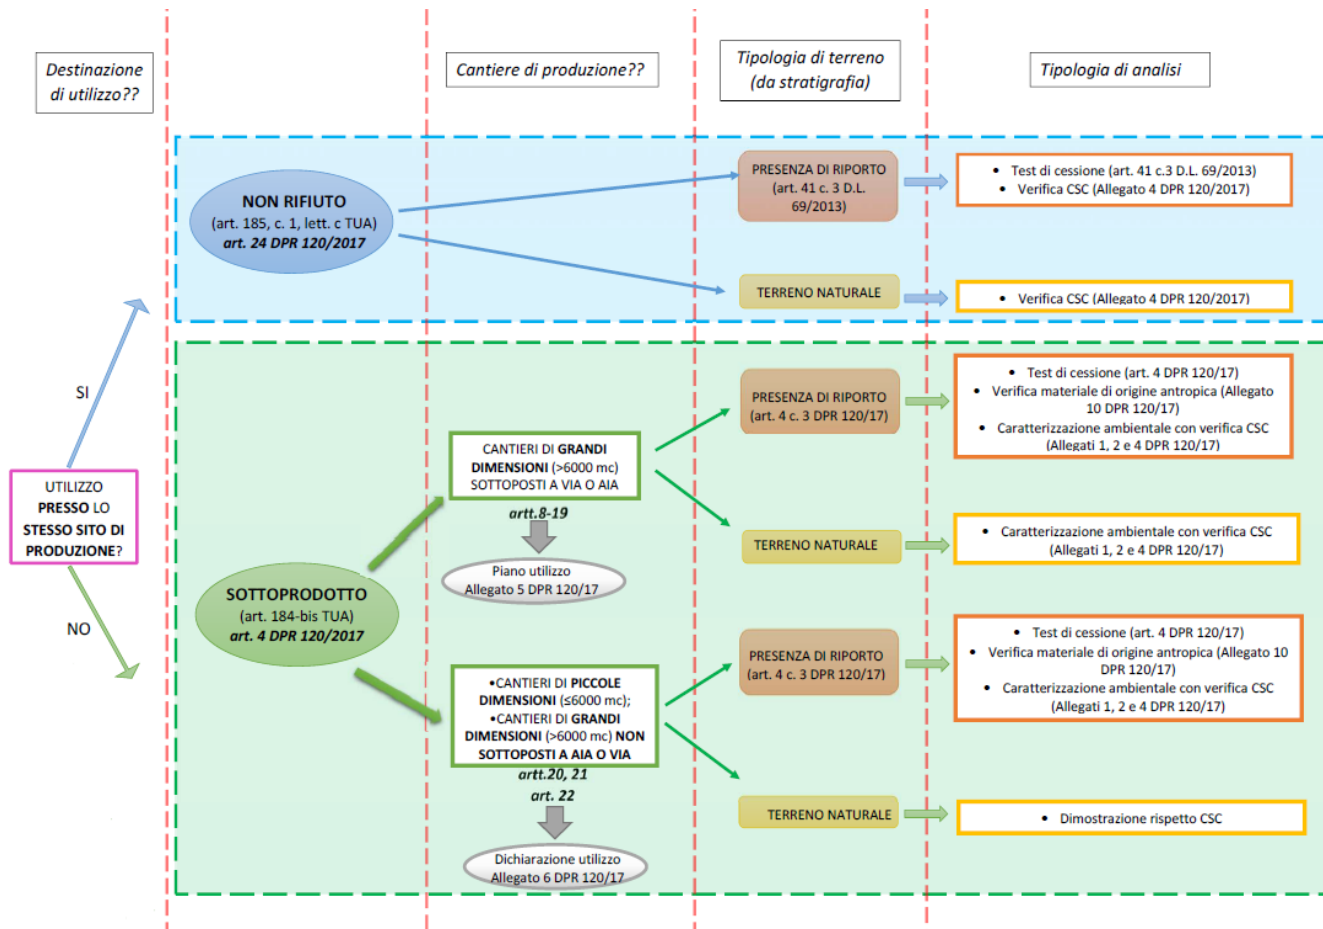 Destinazione
di utilizzo??
Cantiere di produzione??
Tipologia di terreno
(da stratigrafia)
Tipologia di analisi
NON RIFIUTO
(art. 185, c. 1, lett. c TUA)
art. 24 DPR 120/2017
PRESENZA DI RIPORTO
(art. 41 c. 3 D.L.
69/2013)
• Test di cessione (art. 41 c.3 D.L. 69/2013)
• Verifica CSC (Allegato 4 DPR 120/2017)
TERRENO NATURALE
• Verifica CSC (Allegato 4 DPR 120/2017)
SI
UTILIZZO
PRESSO LO
STESSO SITO DI
PRODUZIONE?
NO
SOTTOPRODOTTO
(art. 184-bis TUA)
art. 4 DPR 120/2017
CANTIERI DI GRANDI
DIMENSIONI (>6000 mc)
SOTTOPOSTI A VIA O AIA
artt.8-19
Piano utilizzo
Allegato 5 DPR 120/17
PRESENZA DI RIPORTO
(art. 4 c. 3 DPR 120/17)
• Test di cessione (art. 4 DPR 120/17)
• Verifica materiale di origine antropica (Allegato
10 DPR 120/17)
• Caratterizzazione ambientale con verifica CSC
(Allegati 1, 2 e 4 DPR 120/17)
TERRENO NATURALE
• Caratterizzazione ambientale con verifica CSC
(Allegati 1, 2 e 4 DPR 120/17)
•CANTIERI DI PICCOLE
DIMENSIONI (≤6000 mc);
•CANTIERI DI GRANDI
DIMENSIONI (>6000 mc) NON
SOTTOPOSTI A AIA O VIA
artt.20, 21
art. 22
Dichiarazione utilizzo
Allegato 6 DPR 120/17
PRESENZA DI RIPORTO
(art. 4 c. 3 DPR 120/17)
• Test di cessione (art. 4 DPR 120/17)
• Verifica materiale di origine antropica (Allegato 10
DPR 120/17)
• Caratterizzazione ambientale con verifica CSC
(Allegati 1, 2 e 4 DPR 120/17)
TERRENO NATURALE
• Dimostrazione rispetto CSC